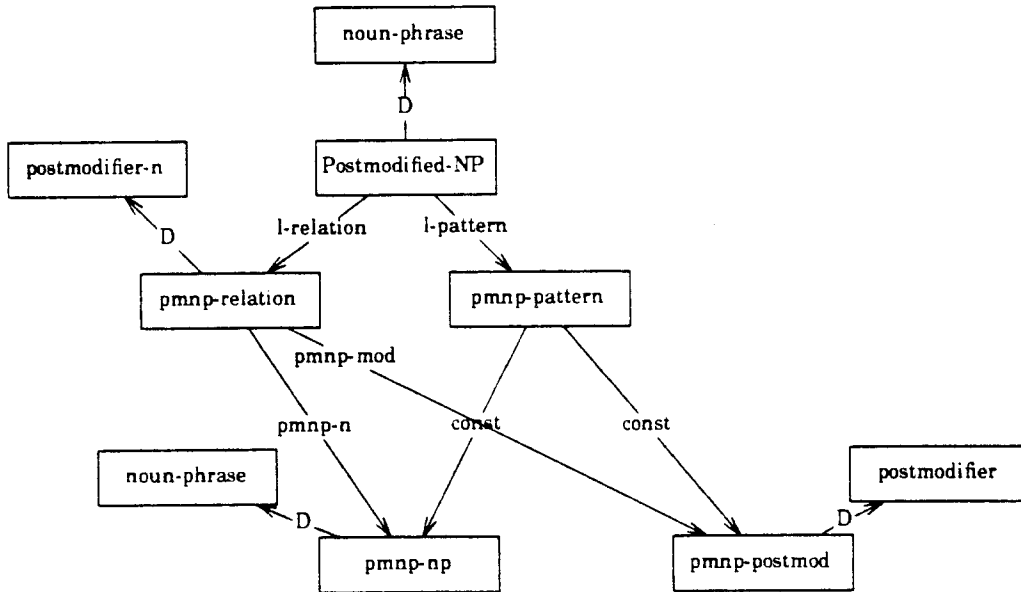 noun-phrase
D
postmodifier-n
Postmodified-NP
l-relation
l-pattern
D
pmnp-relation
pmnp-pattern
pmnp-mod
pmnp-n
const
const
noun-phrase
postmodifier
D
D
pmnp-np
pmnp-postmod